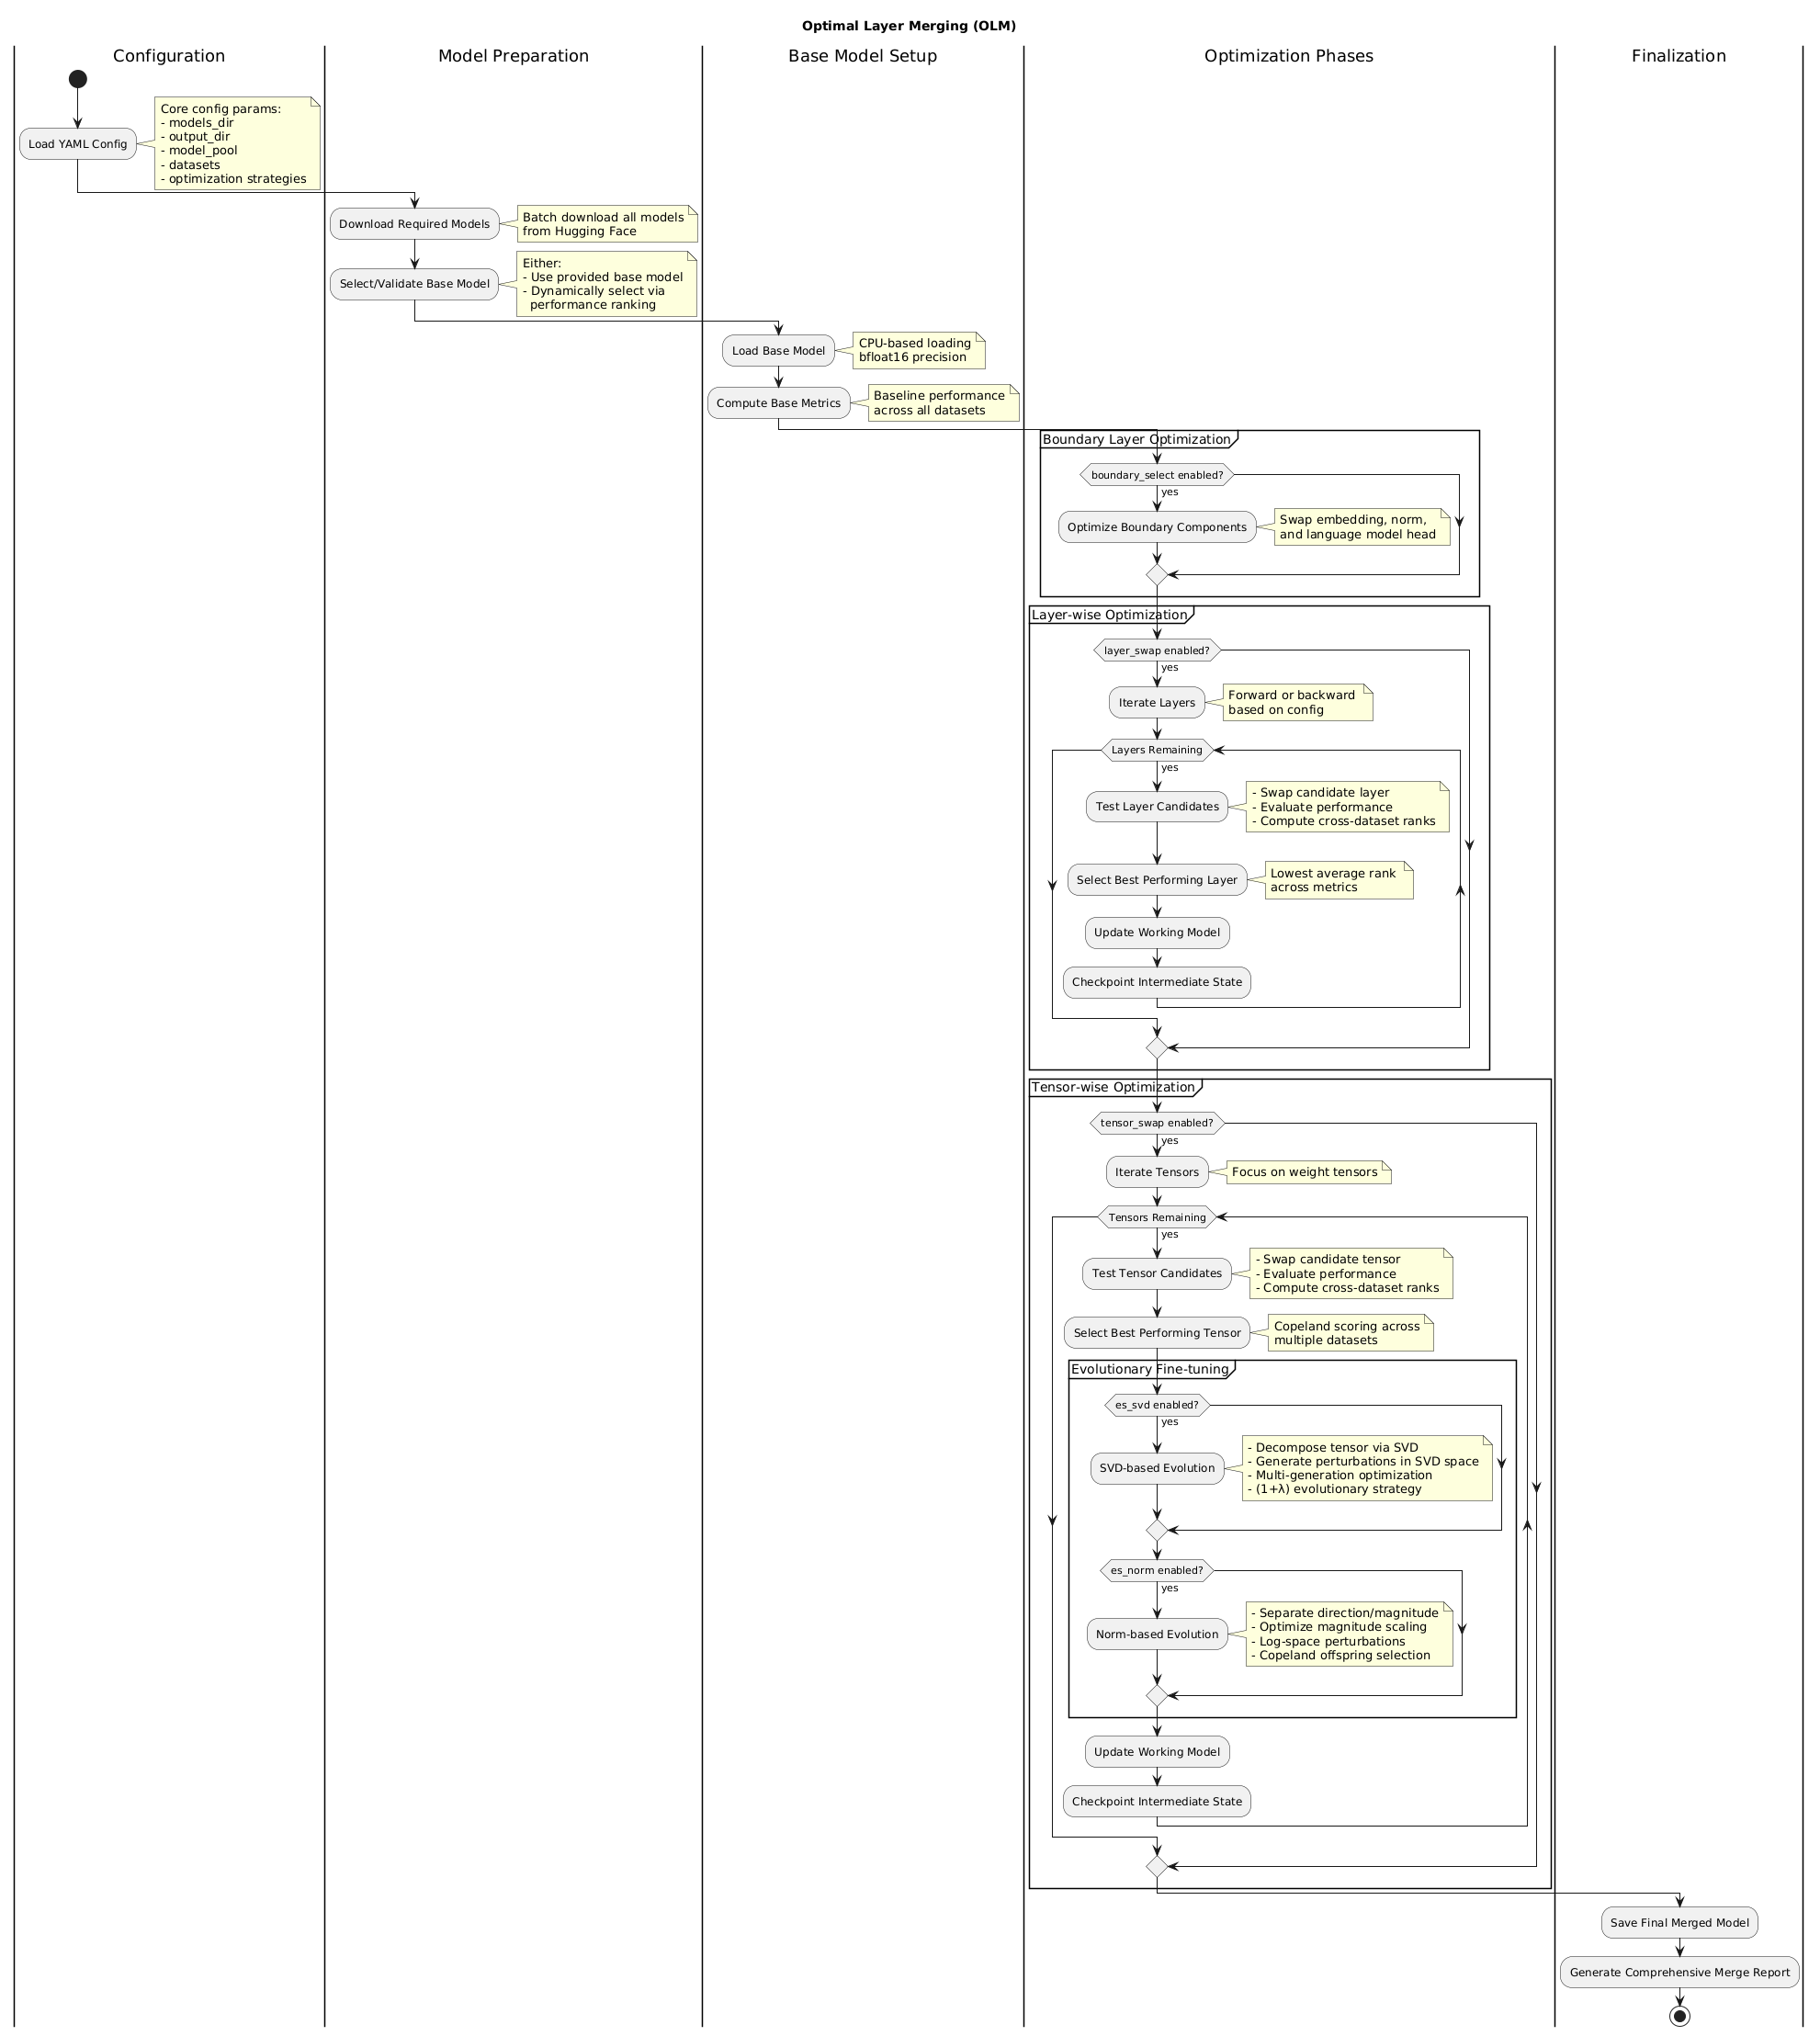 Optimal Layer Merging (OLM)
Configuration
Model Preparation
Base Model Setup
Optimization Phases
Finalization
Load YAML Config
Core config params:
- models_dir
- output_dir
- model_pool
- datasets
- optimization strategies
Download Required Models
Batch download all models
from Hugging Face
Select/Validate Base Model
Either:
- Use provided base model
- Dynamically select via
performance ranking
Load Base Model
CPU-based loading
bfloat16 precision
Compute Base Metrics
Baseline performance
across all datasets
Boundary Layer Optimization
boundary_select enabled?
yes
Optimize Boundary Components
Swap embedding, norm,
and language model head
Layer-wise Optimization
layer_swap enabled?
yes
Iterate Layers
Forward or backward
based on config
Layers Remaining
yes
Test Layer Candidates
- Swap candidate layer
- Evaluate performance
- Compute cross-dataset ranks
Select Best Performing Layer
Lowest average rank
across metrics
Update Working Model
Checkpoint Intermediate State
Tensor-wise Optimization
tensor_swap enabled?
yes
Iterate Tensors
Focus on weight tensors
Tensors Remaining
yes
Test Tensor Candidates
- Swap candidate tensor
- Evaluate performance
- Compute cross-dataset ranks
Select Best Performing Tensor
Copeland scoring across
multiple datasets
Evolutionary Fine-tuning
es_svd enabled?
yes
SVD-based Evolution
- Decompose tensor via SVD
- Generate perturbations in SVD space
- Multi-generation optimization
- (1+λ) evolutionary strategy
es_norm enabled?
yes
Norm-based Evolution
- Separate direction/magnitude
- Optimize magnitude scaling
- Log-space perturbations
- Copeland offspring selection
Update Working Model
Checkpoint Intermediate State
Save Final Merged Model
Generate Comprehensive Merge Report